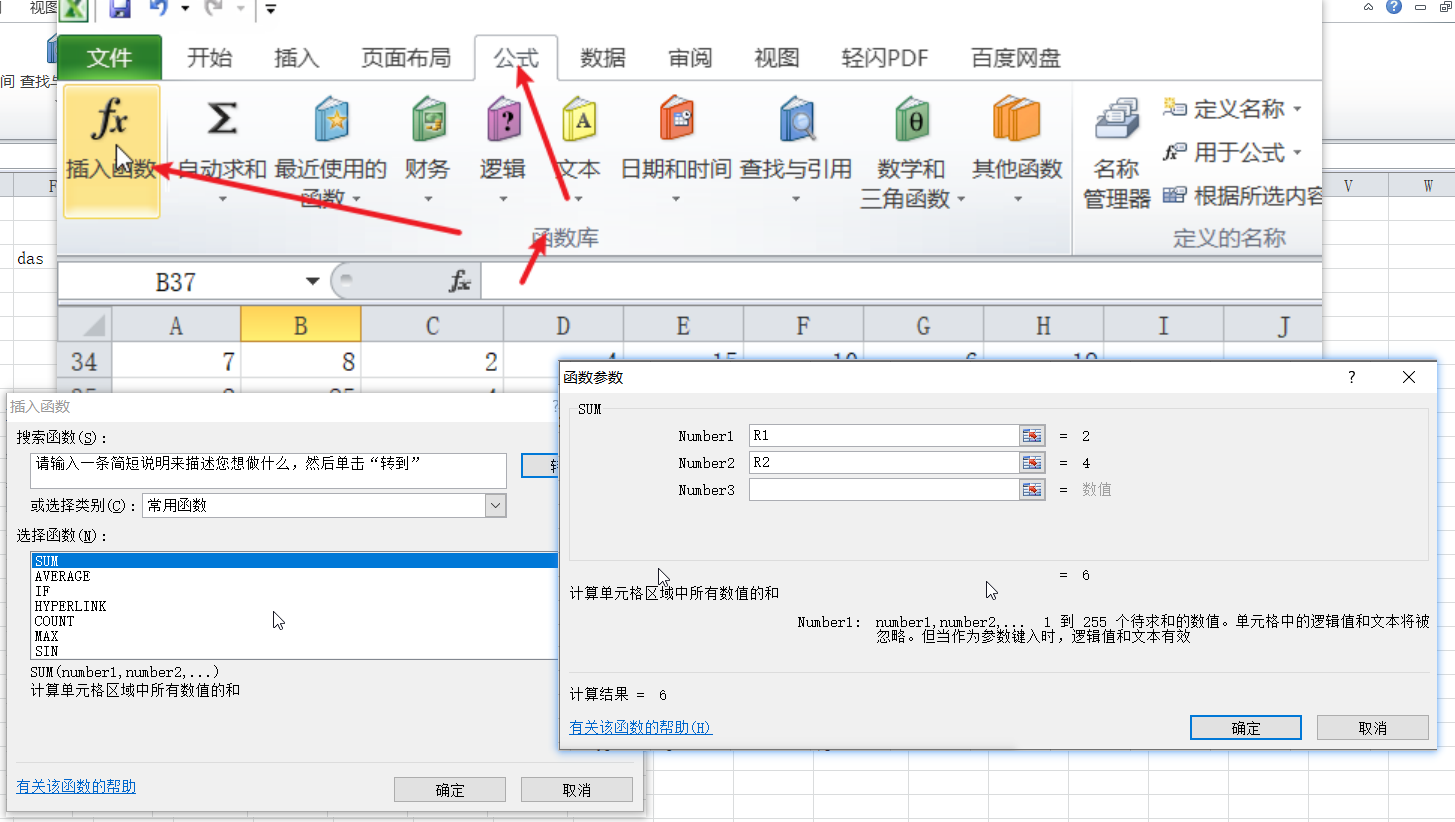 视图
文件 开始 插入 页面布局 公式 数据 审阅 视图 轻闪PDF 百度网盘
间 查找与
插入函数 自动求和 最近使用的函数 财务 逻辑 文本 日期和时间 查找与引用 数学和三角函数 其他函数
名称管理器
定义名称
用于公式
根据所选内容
函数库
定义的名称
B37
fx
A B C D E F G H I J
V W
F
das
34 7 8 2 4 15 10 6
插入函数
?
搜索函数(S):
请输入一条简短说明来描述您想做什么，然后单击“转到”
或选择类别(C): 常用函数
选择函数(N):
SUM
AVERAGE
IF
HYPERLINK
COUNT
MAX
SIN
SUM(number1,number2,...)
计算单元格区域中所有数值的和
有关该函数的帮助
确定 取消
函数参数
?
SUM
Number1 R1 = 2
Number2 R2 = 4
Number3 = 数值
= 6
计算单元格区域中所有数值的和
Number1: number1,number2,... 1 到 255 个待求和的数值。单元格中的逻辑值和文本将被
忽略。但当作为参数键入时，逻辑值和文本有效
计算结果 = 6
有关该函数的帮助(H)
确定 取消